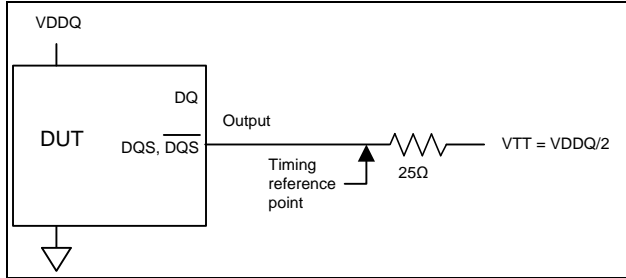 VDDQ
DQ
DUT
DQS, DQS
Output
Timing
reference
point
25Ω
VTT = VDDQ/2